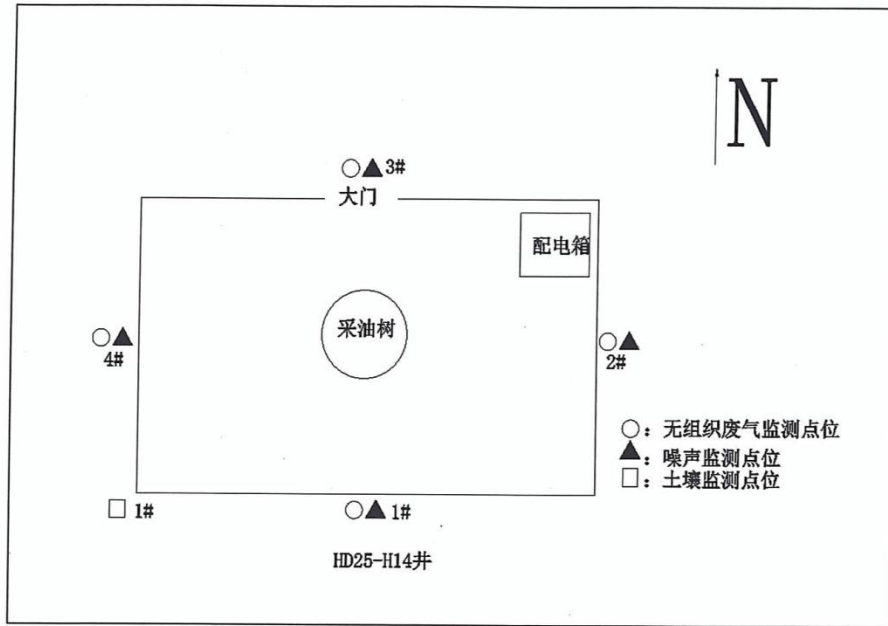 N
3#
大门
配电箱
采油树
4#
2#
○：无组织废气监测点位
▲：噪声监测点位
□：土壤监测点位
1#
1#
HD25-H14井